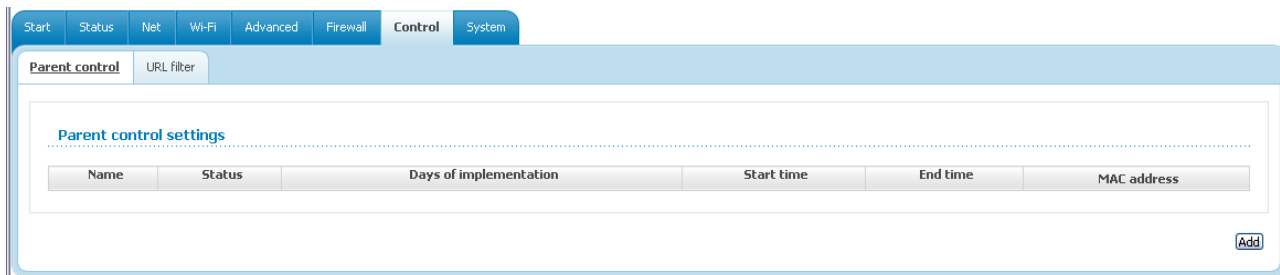 Start Status Net Wi-Fi Advanced Firewall Control System
Parent control URL filter
Parent control settings
Name Status Days of implementation Start time End time MAC address
Add